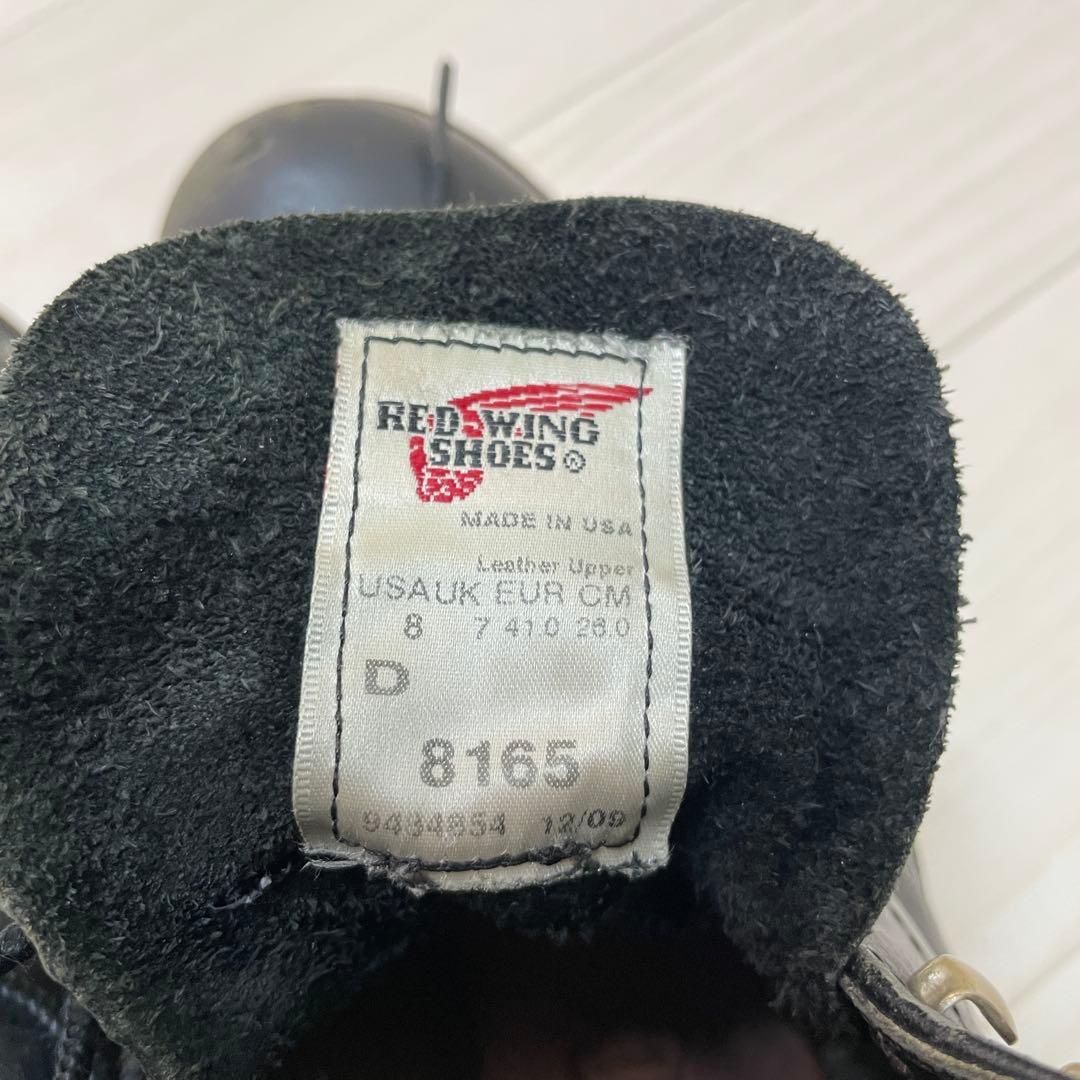 RED WING
SHOES ®
MADE IN USA
Leather Upper
USA UK EUR CM
8 7 41 0 26.0
D
8165
9434854 12/09